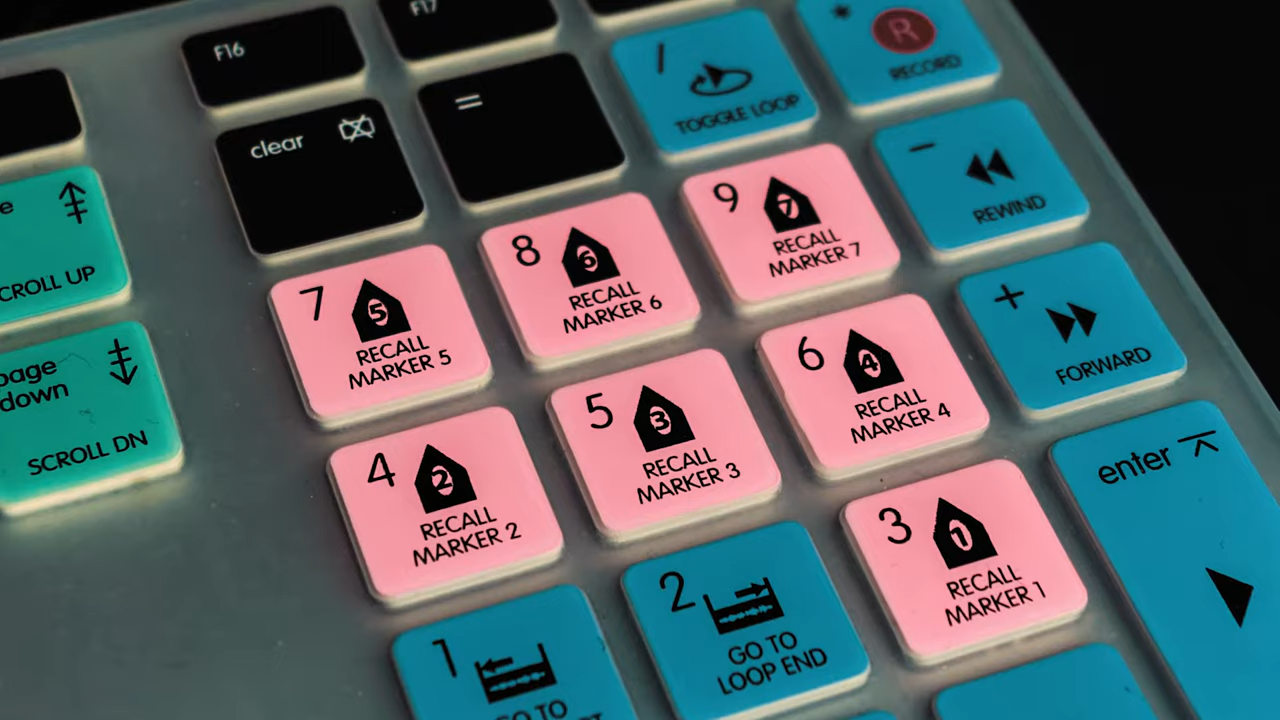 F16
F17
clear
=
/
TOGGLE LOOP
*
R
RECORD
-
REWIND
7
5
RECALL
MARKER 5
8
6
RECALL
MARKER 6
9
7
RECALL
MARKER 7
+
FORWARD
SCROLL UP
page
down
SCROLL DN
4
2
RECALL
MARKER 2
5
3
RECALL
MARKER 3
6
4
RECALL
MARKER 4
enter
1
GO TO
2
GO TO
LOOP END
3
1
RECALL
MARKER 1